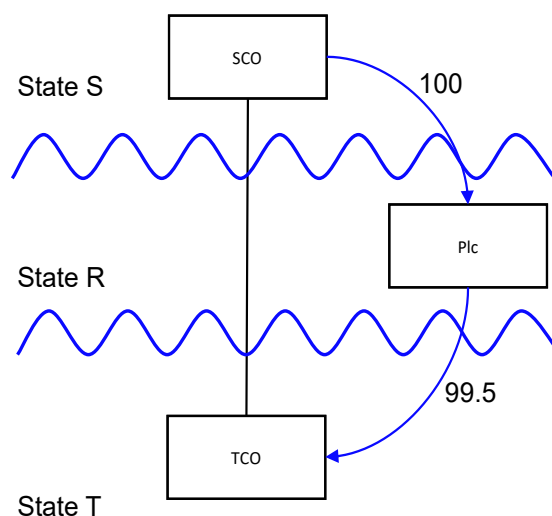 SCO
State S
100
Plc
State R
99.5
TCO
State T